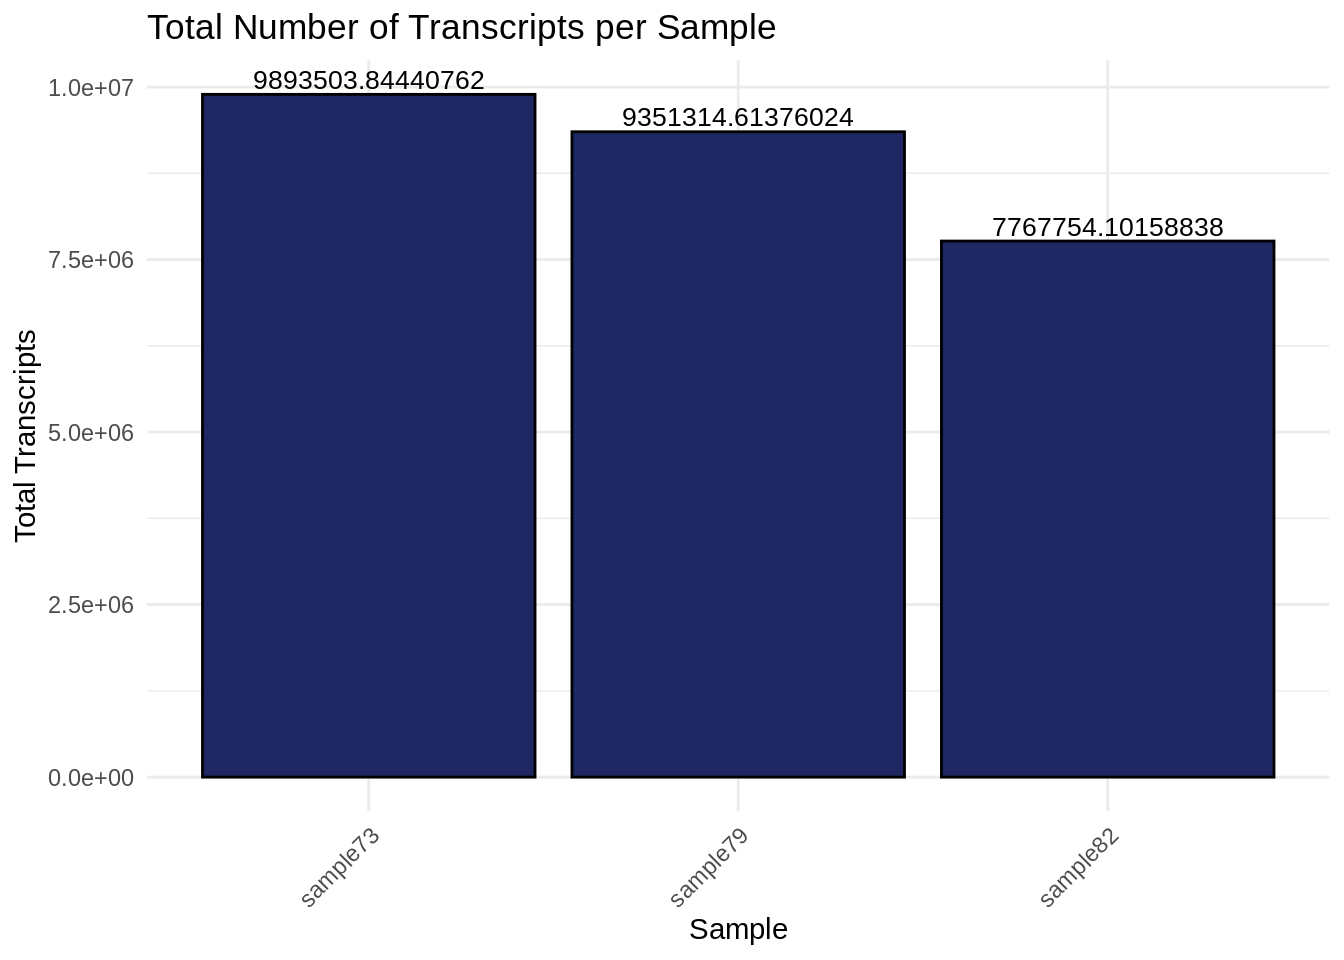 Total Number of Transcripts per Sample
9893503.84440762
9351314.61376024
7767754.10158838
1.0e+07
7.5e+06
5.0e+06
2.5e+06
0.0e+00
Total Transcripts
sample73
sample79
sample82
Sample